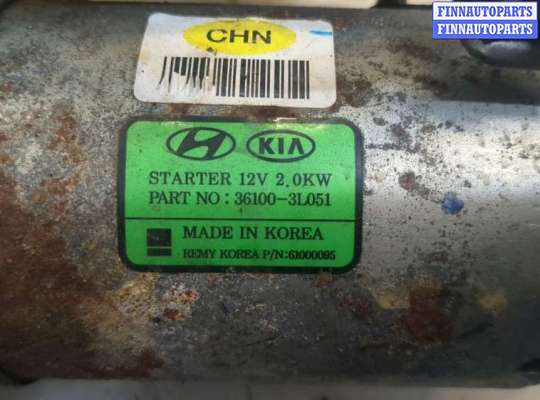 FINNAUTOPARTS
FINNAUTOPARTS
CHN
KIA
STARTER 12V 2.0KW
PART NO : 36100-3L051
MADE IN KOREA
REMY KOREA P/N:61000095